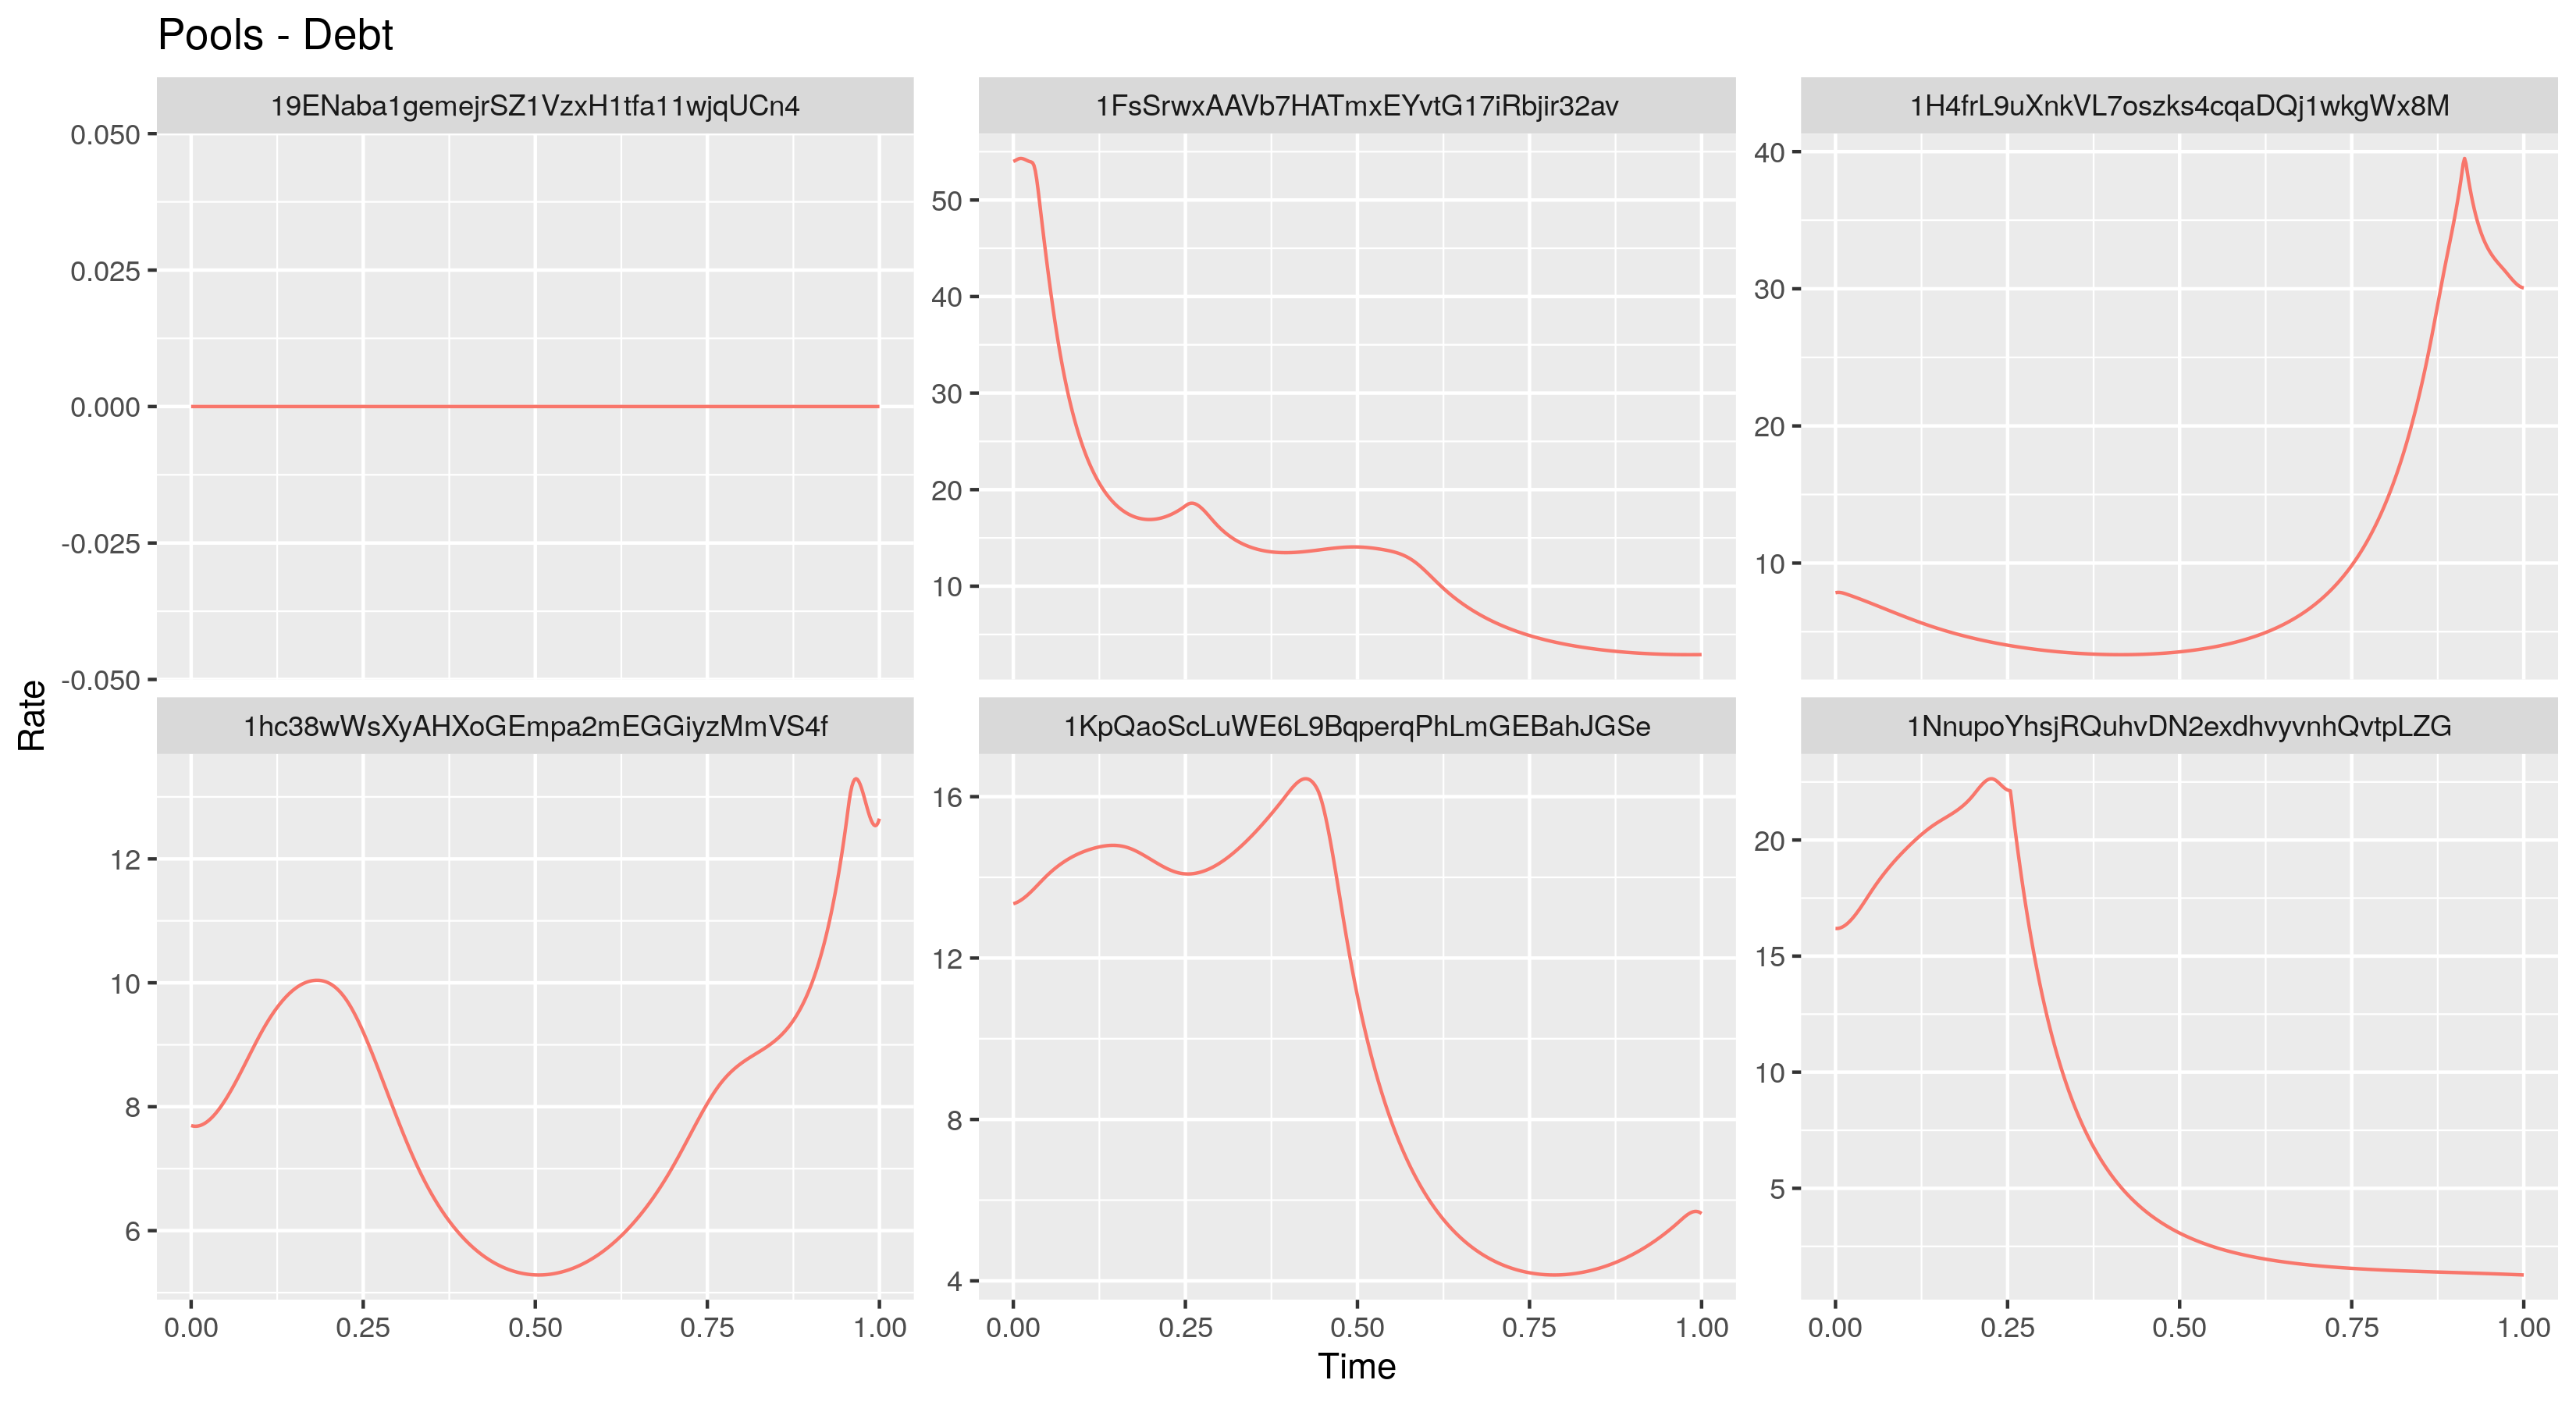 Pools - Debt
19ENaba1gemejrSZ1VzxH1tfa11wjqUCn4
1FsSrwxAAVb7HATmxEYvtG17iRbjir32av
1H4frL9uXnkVL7oszks4cqaDQj1wkgWx8M
0.050
0.025
0.000
-0.025
-0.050
50
40
30
20
10
40
30
20
10
Rate
1hc38wWsXyAHXoGEmpa2mEGGiyzMmVS4f
1KpQaoScLuWE6L9BqperqPhLmGEBahJGSe
1NnupoYhsjRQuhvDN2exdhvyvnhQvtpLZG
12
10
8
6
16
12
8
4
20
15
10
5
0.00 0.25 0.50 0.75 1.00
0.00 0.25 0.50 0.75 1.00
0.00 0.25 0.50 0.75 1.00
Time